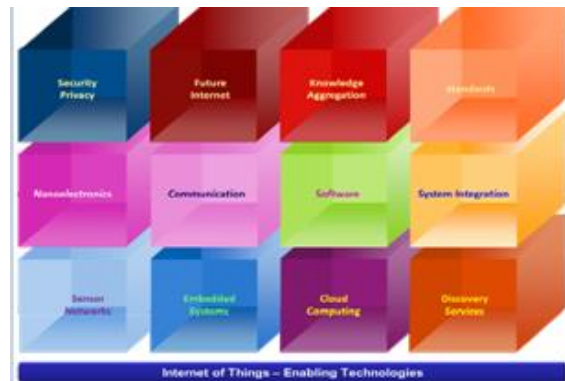 Security
Privacy
Future
Internet
Knowledge
Aggregation
Standards
Nanoelectronics
Communication
Software
System Integration
Sensor
Networks
Embedded
Systems
Cloud
Computing
Discovery
Services
Internet of Things – Enabling Technologies